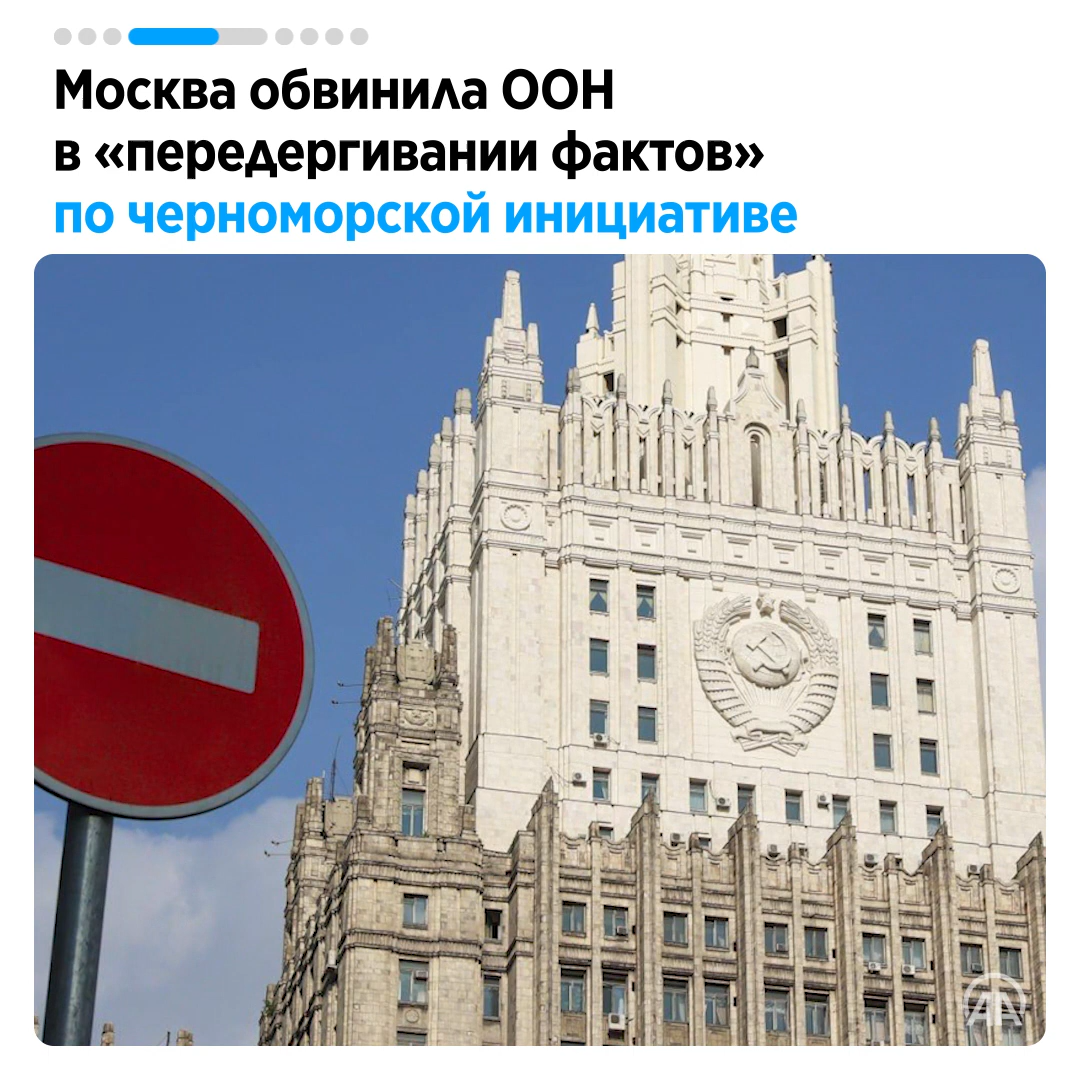 Москва обвинила ООН
в «передергивании фактов»
по черноморской инициативе